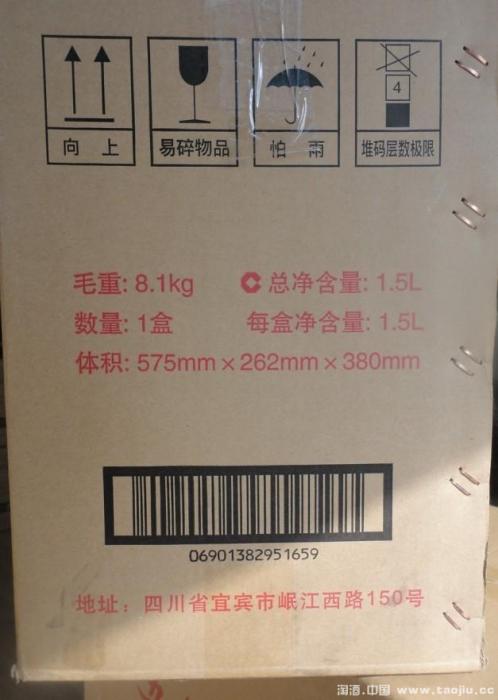 4
向 上 易碎物品 怕 雨 堆码层数极限
毛重: 8.1kg C 总净含量: 1.5L
数量: 1盒 每盒净含量: 1.5L
体积: 575mm×262mm×380mm
06901382951659
地址: 四川省宜宾市岷江西路150号
淘酒.中国 www.taojiu.cc